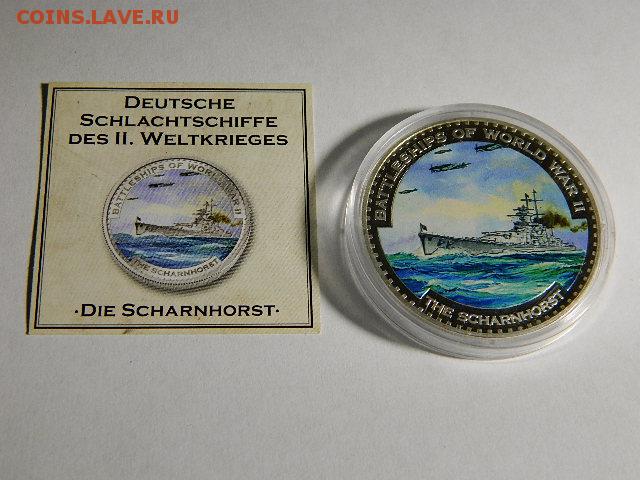 COINS.LAVE.RU
DEUTSCHE
SCHLACHTSCHIFFE
DES II. WELTKRIEGES
BATTLESHIPS OF WORLD WAR II
THE SCHARNHORST
·DIE SCHARNHORST·
BATTLESHIPS OF WORLD WAR II
THE SCHARNHORST